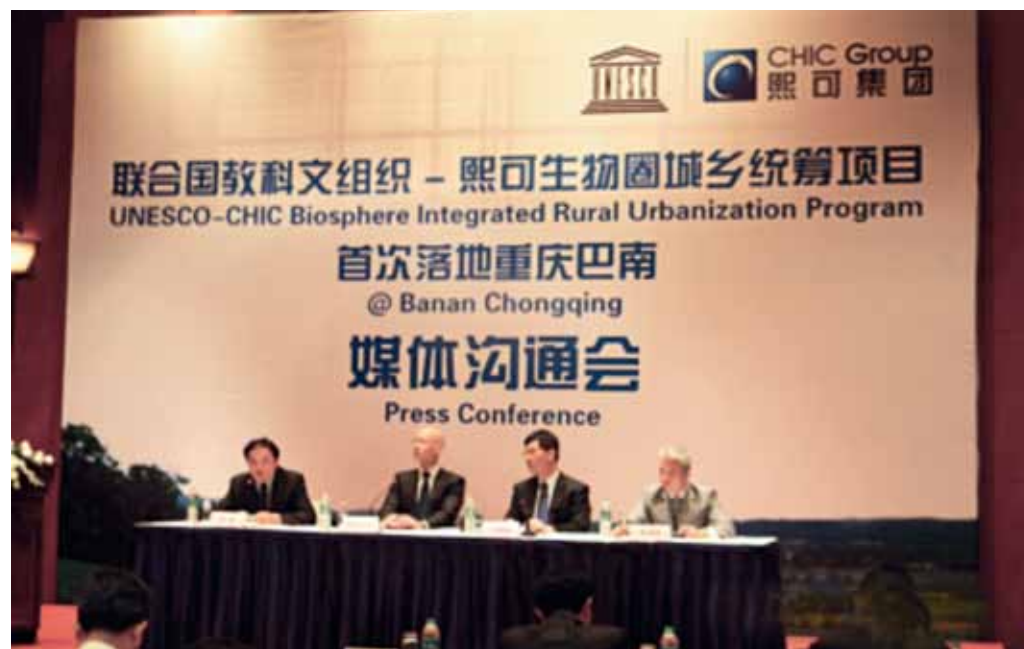 UNESCO
CHIC Group
熙可集团
联合国教科文组织 – 熙可生物圈城乡统筹项目
UNESCO-CHIC Biosphere Integrated Rural Urbanization Program
首次落地重庆巴南
@ Banan Chongqing
媒体沟通会
Press Conference